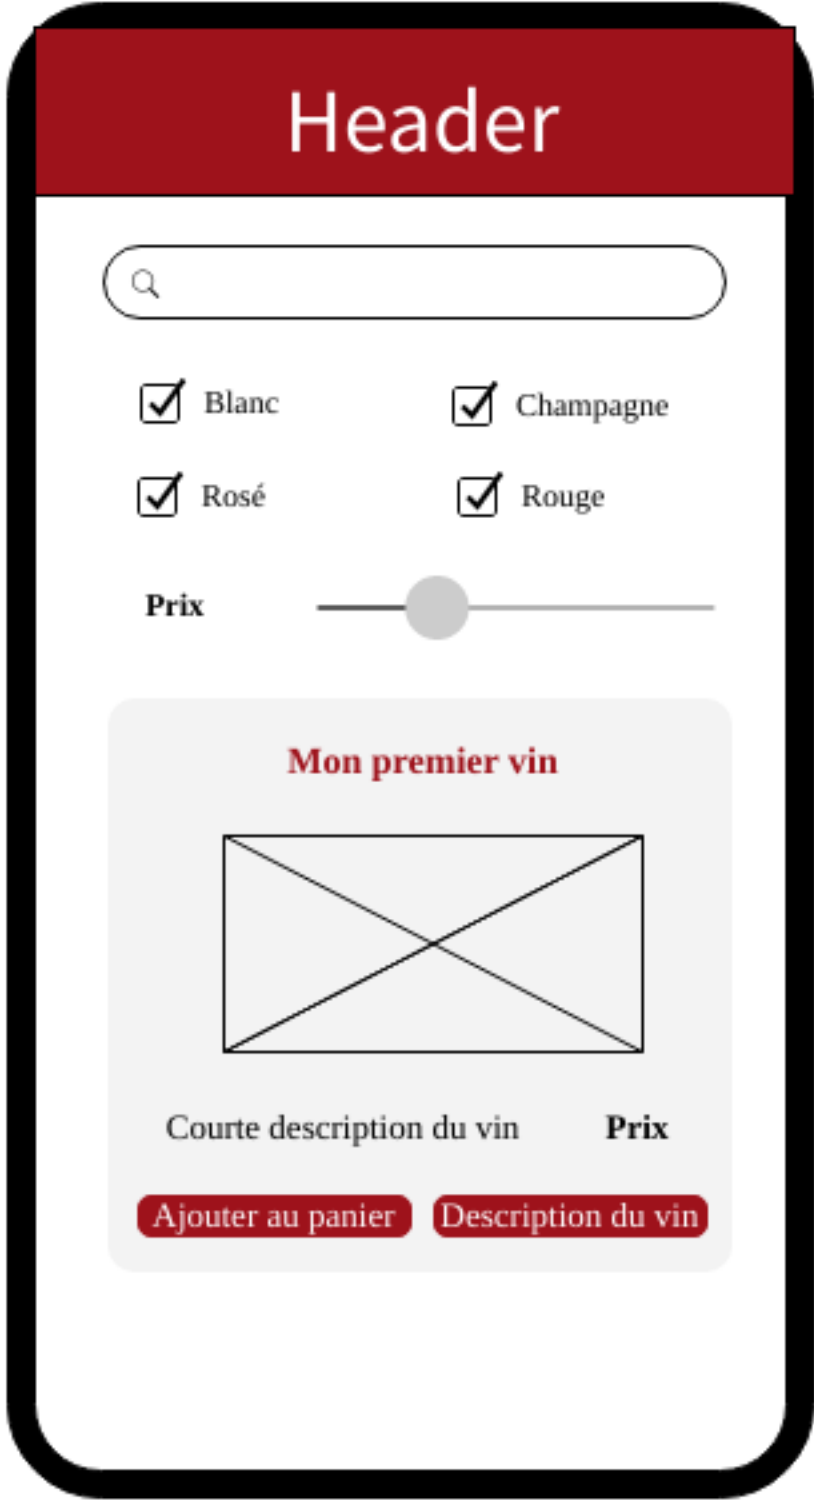 Header
Blanc
Champagne
Rosé
Rouge
Prix
Mon premier vin
Courte description du vin
Prix
Ajouter au panier
Description du vin